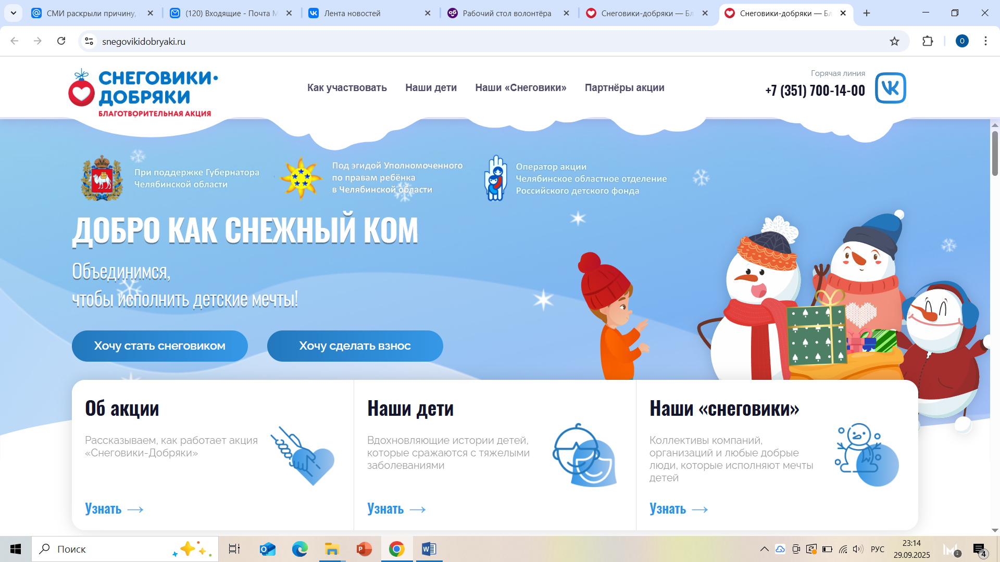 СМИ раскрыли причину,
(120) Входящие - Почта M
Лента новостей
Рабочий стол волонтёра
Снеговики-добряки — Бл
Снеговики-добряки — Бл
snegovikidobryaki.ru
O
СНЕГОВИКИ-
ДОБРЯКИ
БЛАГОТВОРИТЕЛЬНАЯ АКЦИЯ
Как участвовать
Наши дети
Наши «Снеговики»
Партнёры акции
Горячая линия
+7 (351) 700-14-00
При поддержке Губернатора
Челябинской области
Под эгидой Уполномоченного
по правам ребёнка
в Челябинской области
Оператор акции
Челябинское областное отделение
Российского детского фонда
ДОБРО КАК СНЕЖНЫЙ КОМ
Объединимся,
чтобы исполнить детские мечты!
Хочу стать снеговиком
Хочу сделать взнос
Об акции
Рассказываем, как работает акция
«Снеговики-Добряки»
Узнать →
Наши дети
Вдохновляющие истории детей,
которые сражаются с тяжелыми
заболеваниями
Узнать →
Наши «снеговики»
Коллективы компаний,
организаций и любые добрые
люди, которые исполняют мечты
детей
Узнать →
Поиск
РУС
23:14
29.09.2025
3
4